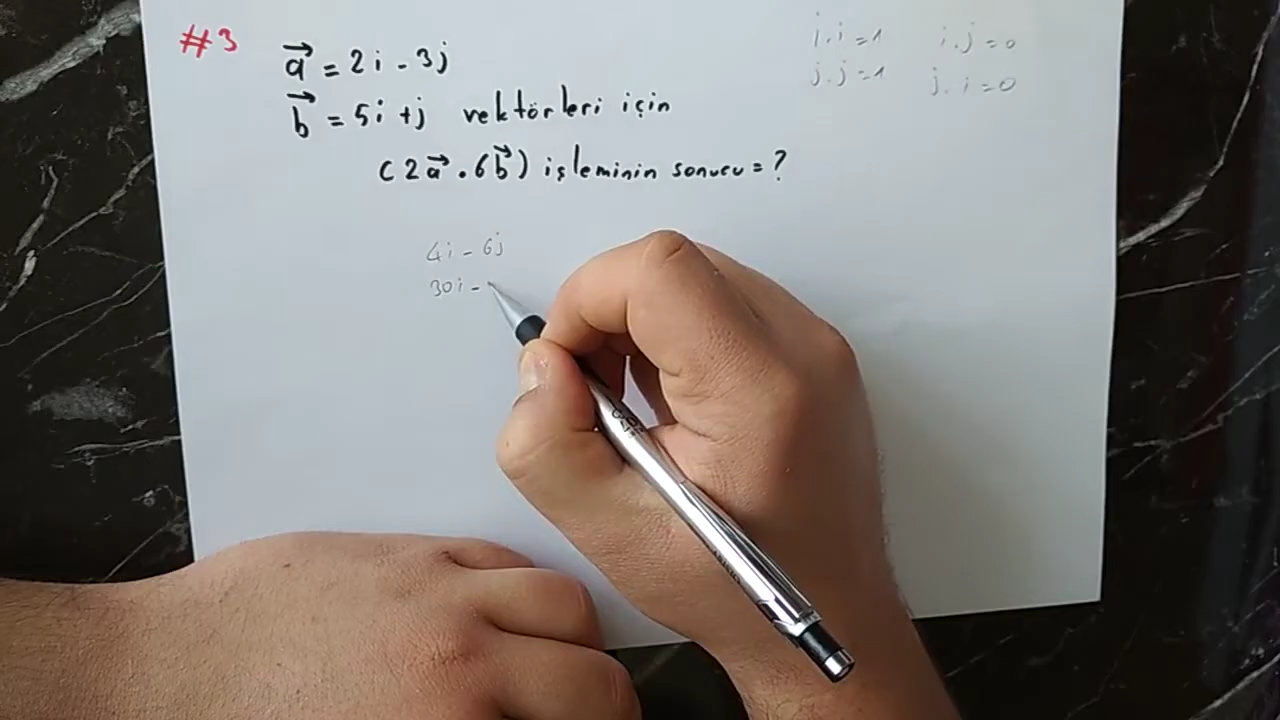 #3
a⃗ = 2i - 3j
b⃗ = 5i + j vektörleri için
(2a⃗ . 6b⃗) işleminin sonucu = ?
i.i = 1 i.j = 0
j.j = 1 j.i = 0
4i - 6j
30i -